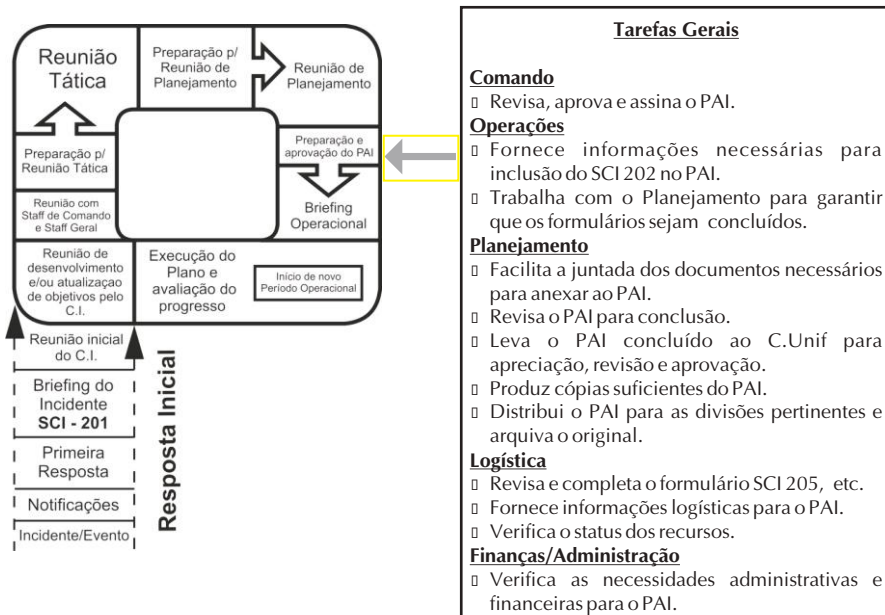 Reunião
Tática
Preparação p/
Reunião de
Planejamento
Reunião de
Planejamento
Preparação p/
Reunião Tática
Preparação e
aprovação do PAI
Reunião com
Staff de Comando
e Staff Geral
Briefing
Operacional
Reunião de
desenvolvimento
e/ou atualizaçao
de objetivos pelo
C.I.
Execução do
Plano e
avaliação do
progresso
Início de novo
Período Operacional
Reunião inicial
do C.I.
Briefing do
Incidente
SCI - 201
Primeira
Resposta
Notificações
Incidente/Evento
Resposta Inicial
Tarefas Gerais
Comando
▯ Revisa, aprova e assina o PAI.
Operações
▯ Fornece informações necessárias para
inclusão do SCI 202 no PAI.
▯ Trabalha com o Planejamento para garantir
que os formulários sejam concluídos.
Planejamento
▯ Facilita a juntada dos documentos necessários
para anexar ao PAI.
▯ Revisa o PAI para conclusão.
▯ Leva o PAI concluído ao C.Unif para
apreciação, revisão e aprovação.
▯ Produz cópias suficientes do PAI.
▯ Distribui o PAI para as divisões pertinentes e
arquiva o original.
Logística
▯ Revisa e completa o formulário SCI 205, etc.
▯ Fornece informações logísticas para o PAI.
▯ Verifica o status dos recursos.
Finanças/Administração
▯ Verifica as necessidades administrativas e
financeiras para o PAI.